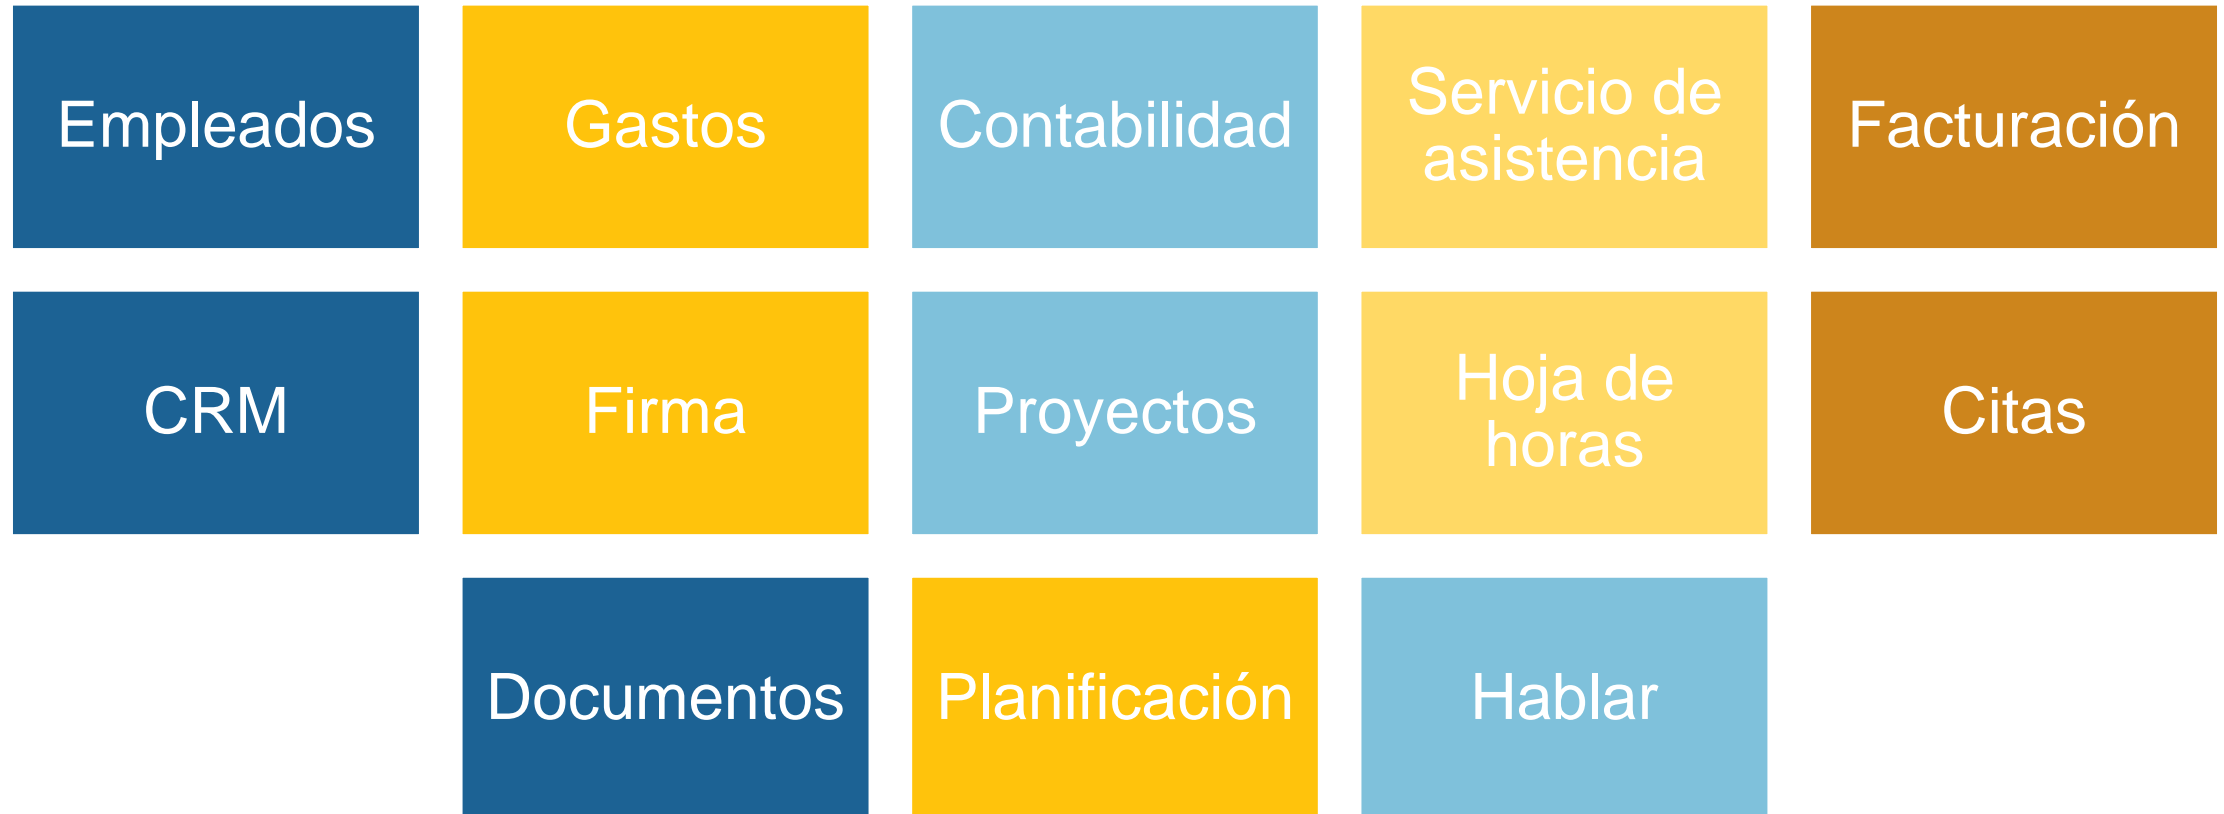 Empleados
Gastos
Contabilidad
Servicio de
asistencia
Facturación
CRM
Firma
Proyectos
Hoja de
horas
Citas
Documentos
Planificación
Hablar